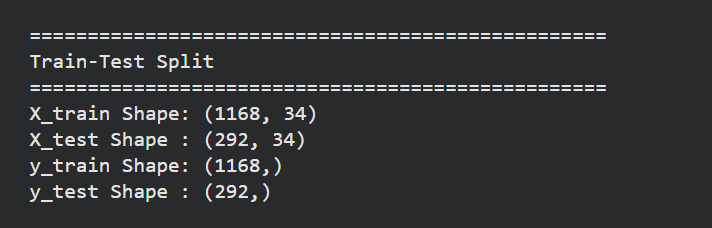 ==================================================
Train-Test Split
==================================================
X_train Shape: (1168, 34)
X_test Shape : (292, 34)
y_train Shape: (1168,)
y_test Shape : (292,)